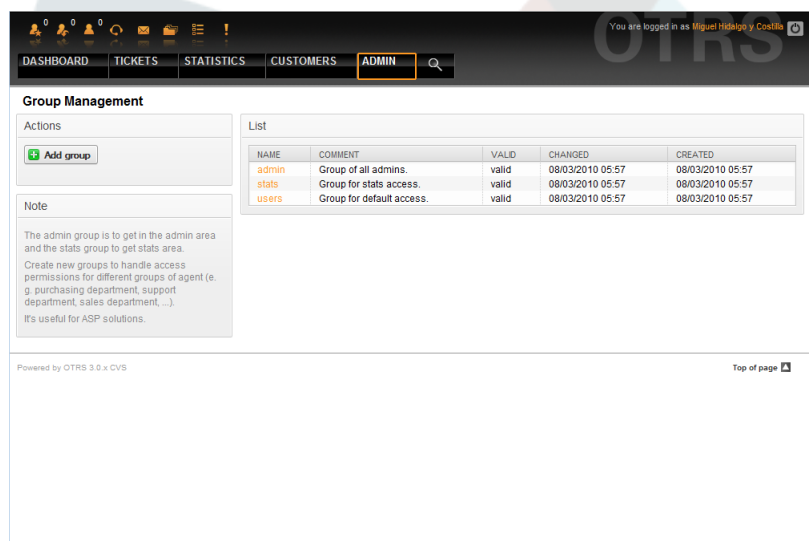 0 0 0
You are logged in as Miguel Hidalgo y Costilla
OTRS
DASHBOARD TICKETS STATISTICS CUSTOMERS ADMIN
Group Management
Actions
Add group
Note
The admin group is to get in the admin area
and the stats group to get stats area.
Create new groups to handle access
permissions for different groups of agent (e.
g. purchasing department, support
department, sales department, ...).
It's useful for ASP solutions.
List
NAME COMMENT VALID CHANGED CREATED
admin Group of all admins. valid 08/03/2010 05:57 08/03/2010 05:57
stats Group for stats access. valid 08/03/2010 05:57 08/03/2010 05:57
users Group for default access. valid 08/03/2010 05:57 08/03/2010 05:57
Powered by OTRS 3.0.x CVS
Top of page